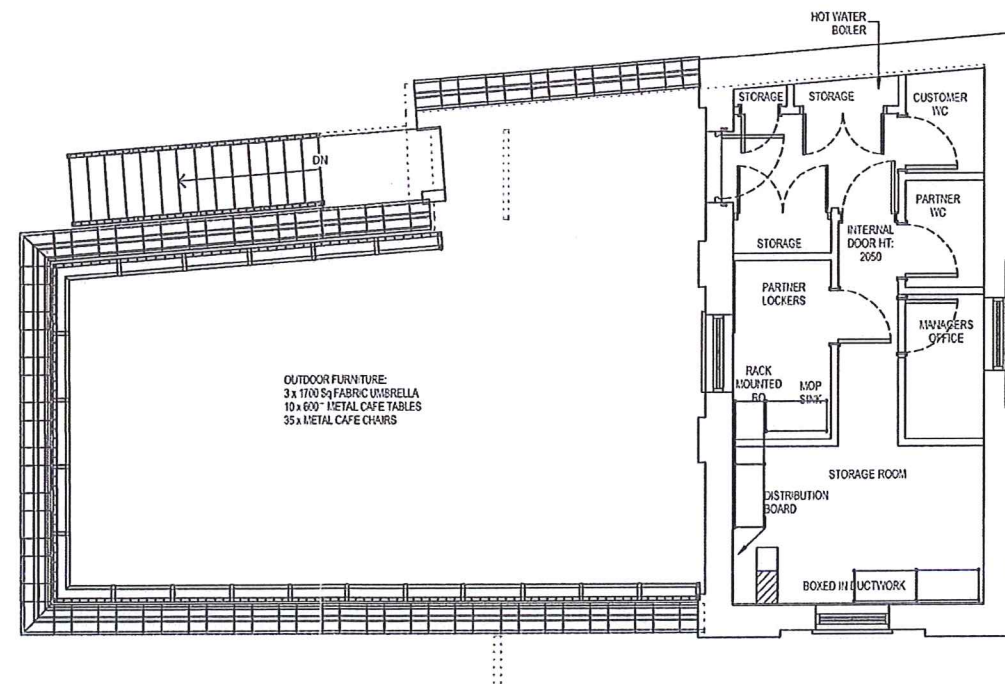 HOT WATER
BOILER
STORAGE
STORAGE
CUSTOMER
WC
DN
PARTNER
WC
INTERNAL
DOOR HT:
2050
STORAGE
PARTNER
LOCKERS
MANAGERS
OFFICE
OUTDOOR FURNITURE:
3 x 1700 Sq FABRIC UMBRELLA
10 x 600 METAL CAFE TABLES
35 x METAL CAFE CHAIRS
RACK
MOUNTED
MOP
SINK
STORAGE ROOM
DISTRIBUTION
BOARD
BOXED IN DUCTWORK